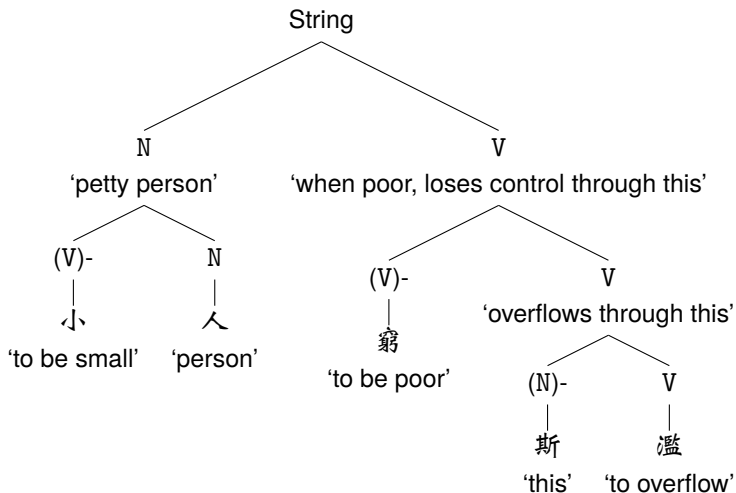 String
N V
‘petty person’ ‘when poor, loses control through this’
(V)- N (V)- V
小 人 窮 ‘overflows through this’
‘to be small’ ‘person’ ‘to be poor’ (N)- V
斯 濫
‘this’ ‘to overflow’